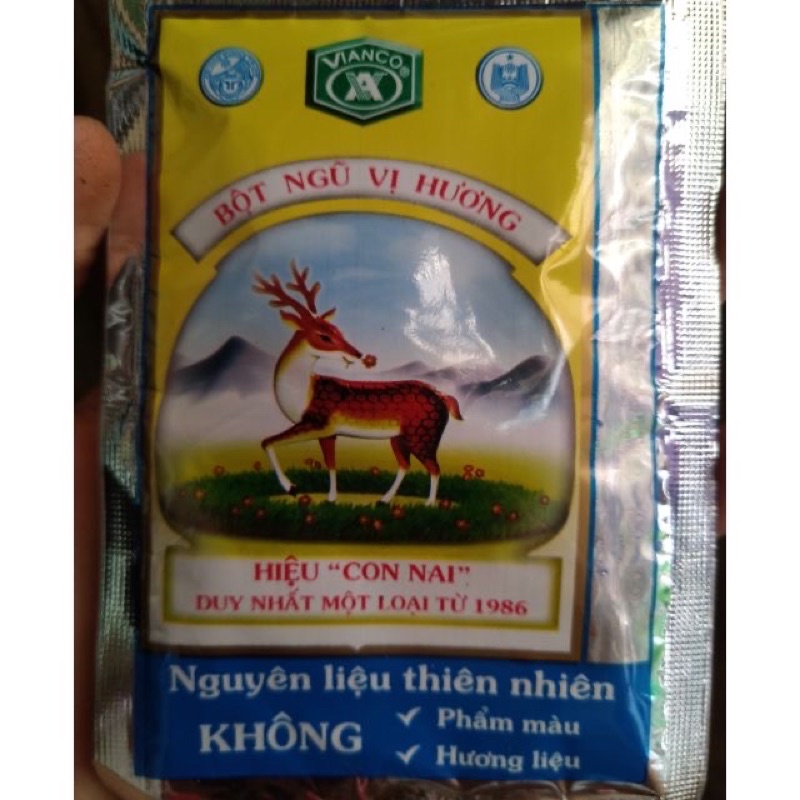 VIANCO®
BỘT NGŨ VỊ HƯƠNG
HIỆU “CON NAI”
DUY NHẤT MỘT LOẠI TỪ 1986
Nguyên liệu thiên nhiên
KHÔNG
✓ Phẩm màu
✓ Hương liệu